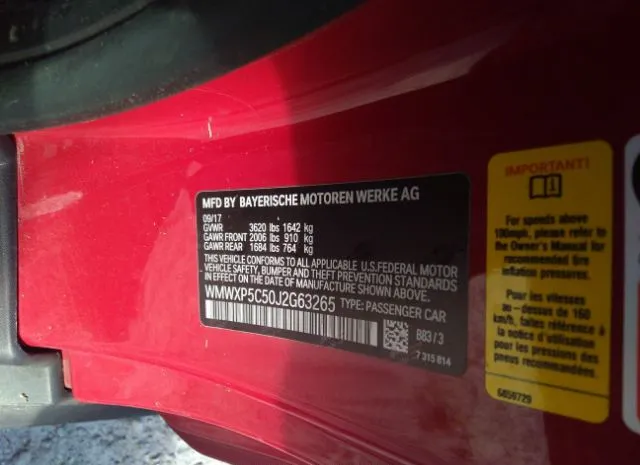 MFD BY BAYERISCHE MOTOREN WERKE AG
09/17
GVWR 3620 lbs 1642 kg
GAWR FRONT 2006 lbs 910 kg
GAWR REAR 1684 lbs 764 kg
THIS VEHICLE CONFORMS TO ALL APPLICABLE U.S.FEDERAL MOTOR
VEHICLE SAFETY, BUMPER AND THEFT PREVENTION STANDARDS
IN EFFECT ON THE DATE OF MANUFACTURE SHOWN ABOVE.
WMWXP5C50J2G63265 TYPE: PASSENGER CAR
B83 / 3
7 315 814
IMPORTANT!
For speeds above
100mph, please refer to
the Owner's Manual for
recommended tire
inflation pressures.
Pour les vitesses
au - dessus de 160
km/h, faites référence à
la notice d'utilisation
pour les pressions des
pneus recommandées.
6859729